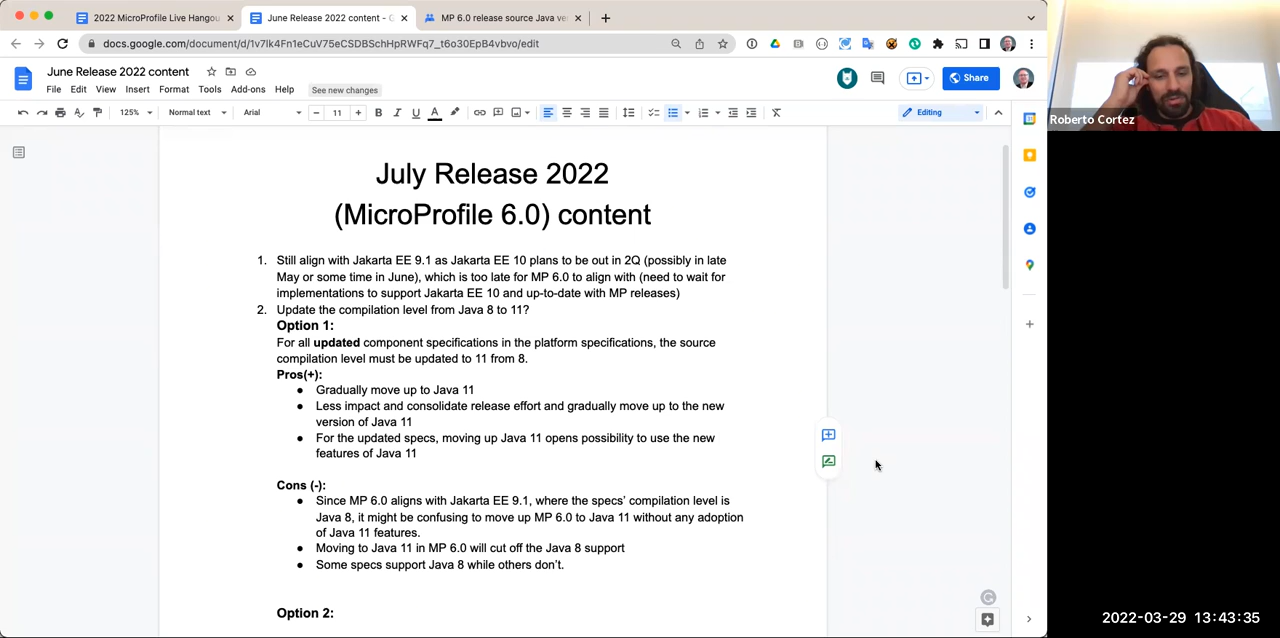 2022 MicroProfile Live Hangou
June Release 2022 content - G
MP 6.0 release source Java ve
docs.google.com/document/d/1v7lk4Fn1eCuV75eCSDBSchHpRWFq7_t6o30EpB4vbvo/edit
June Release 2022 content
File Edit View Insert Format Tools Add-ons Help See new changes
Share
125% Normal text Arial 11 B I U A Editing
July Release 2022
(MicroProfile 6.0) content
1. Still align with Jakarta EE 9.1 as Jakarta EE 10 plans to be out in 2Q (possibly in late
May or some time in June), which is too late for MP 6.0 to align with (need to wait for
implementations to support Jakarta EE 10 and up-to-date with MP releases)
2. Update the compilation level from Java 8 to 11?
Option 1:
For all updated component specifications in the platform specifications, the source
compilation level must be updated to 11 from 8.
Pros(+):
● Gradually move up to Java 11
● Less impact and consolidate release effort and gradually move up to the new
version of Java 11
● For the updated specs, moving up Java 11 opens possibility to use the new
features of Java 11
Cons (-):
● Since MP 6.0 aligns with Jakarta EE 9.1, where the specs' compilation level is
Java 8, it might be confusing to move up MP 6.0 to Java 11 without any adoption
of Java 11 features.
● Moving to Java 11 in MP 6.0 will cut off the Java 8 support
● Some specs support Java 8 while others don't.
Option 2:
Roberto Cortez
2022-03-29 13:43:35